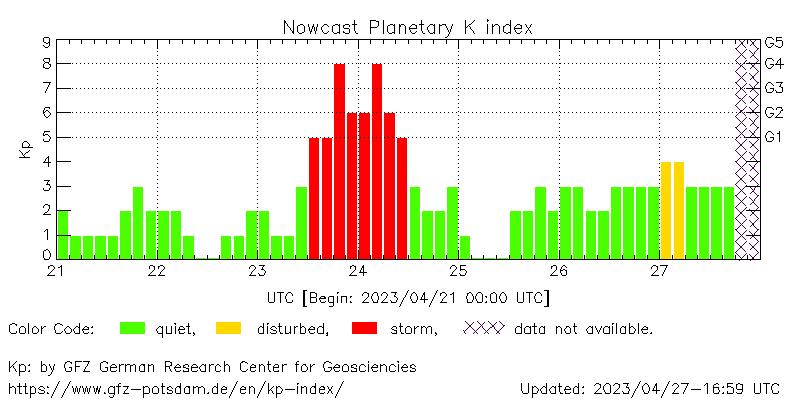 Nowcast Planetary K index
Kp
9
8
7
6
5
4
3
2
1
0
G5
G4
G3
G2
G1
21 22 23 24 25 26 27
UTC [Begin: 2023/04/21 00:00 UTC]
Color Code: quiet, disturbed, storm, data not available.
Kp: by GFZ German Research Center for Geosciencies
https://www.gfz-potsdam.de/en/kp-index/ Updated: 2023/04/27-16:59 UTC